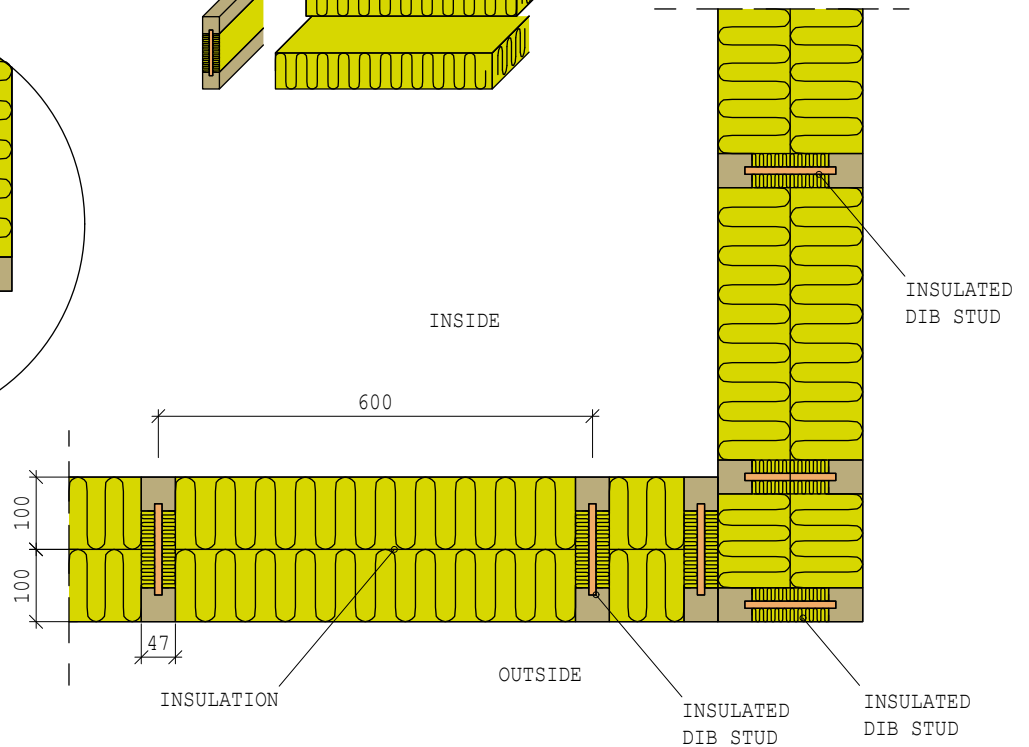 INSULATED
DIB STUD
INSIDE
600
100
100
47
OUTSIDE
INSULATION
INSULATED
DIB STUD
INSULATED
DIB STUD